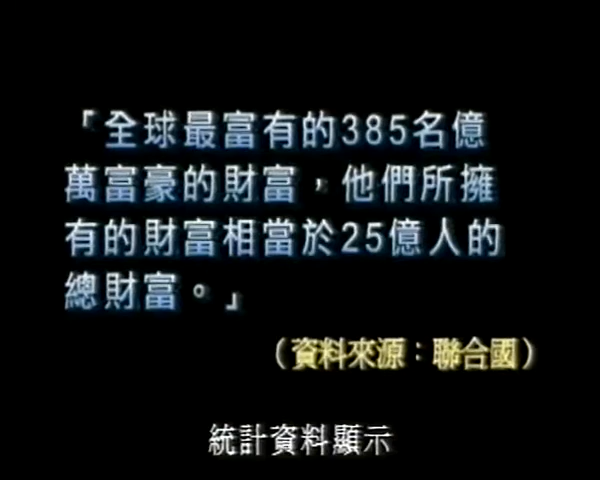 「全球最富有的385名億
萬富豪的財富，他們所擁
有的財富相當於25億人的
總財富。」
（資料來源：聯合國）
統計資料顯示